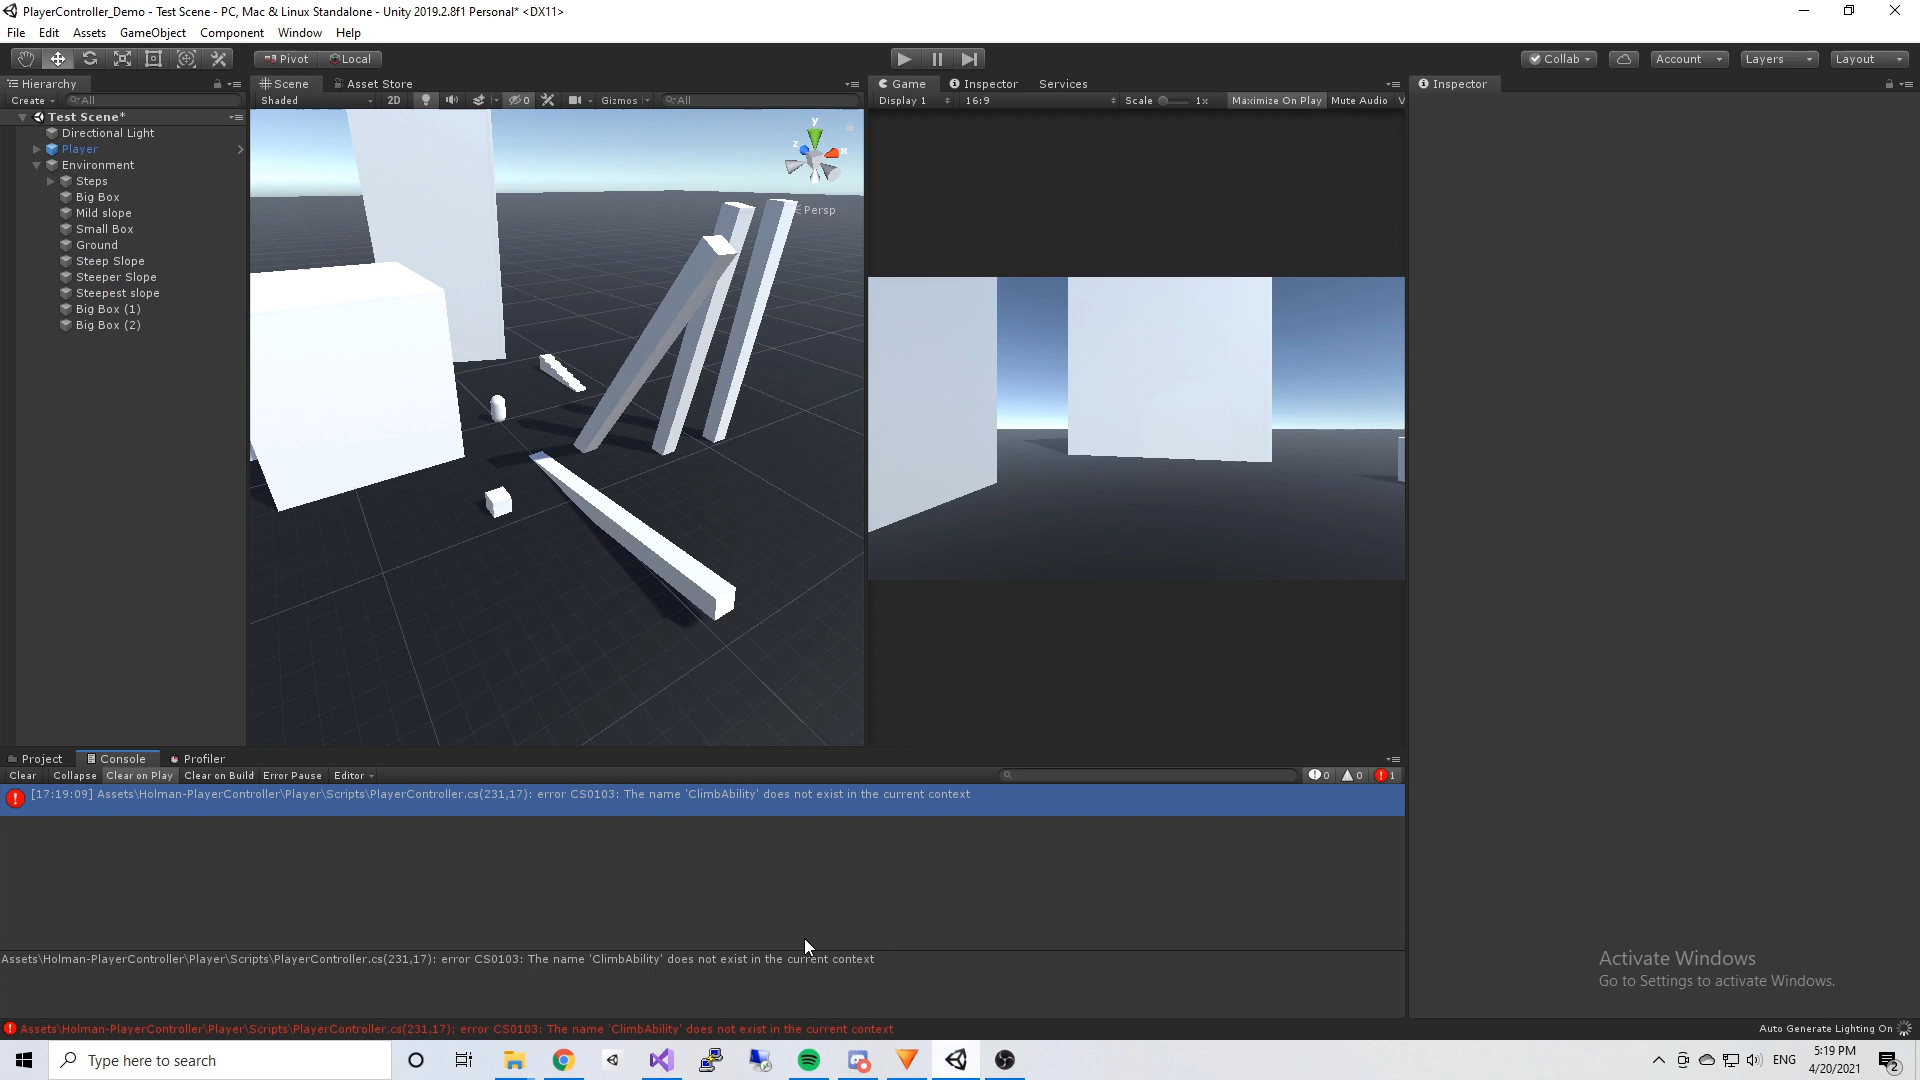 PlayerController_Demo - Test Scene - PC, Mac & Linux Standalone - Unity 2019.2.8f1 Personal* <DX11>
File Edit Assets GameObject Component Window Help
Pivot Local Collab Account Layers Layout
Hierarchy Scene Asset Store Game Inspector Services Inspector
Create All Shaded 2D 0 Gizmos All Display 1 16:9 Scale 1x Maximize On Play Mute Audio V
Test Scene*
Directional Light
Player
Environment
Steps
Big Box
Mild slope
Small Box
Ground
Steep Slope
Steeper Slope
Steepest slope
Big Box (1)
Big Box (2)
y
z x
Persp
Project Console Profiler
Clear Collapse Clear on Play Clear on Build Error Pause Editor 0 0 1
[17:19:09] Assets\Holman-PlayerController\Player\Scripts\PlayerController.cs(231,17): error CS0103: The name 'ClimbAbility' does not exist in the current context
Assets\Holman-PlayerController\Player\Scripts\PlayerController.cs(231,17): error CS0103: The name 'ClimbAbility' does not exist in the current context
Activate Windows
Go to Settings to activate Windows.
Assets\Holman-PlayerController\Player\Scripts\PlayerController.cs(231,17): error CS0103: The name 'ClimbAbility' does not exist in the current context
Auto Generate Lighting On
Type here to search
ENG
5:19 PM
4/20/2021
2